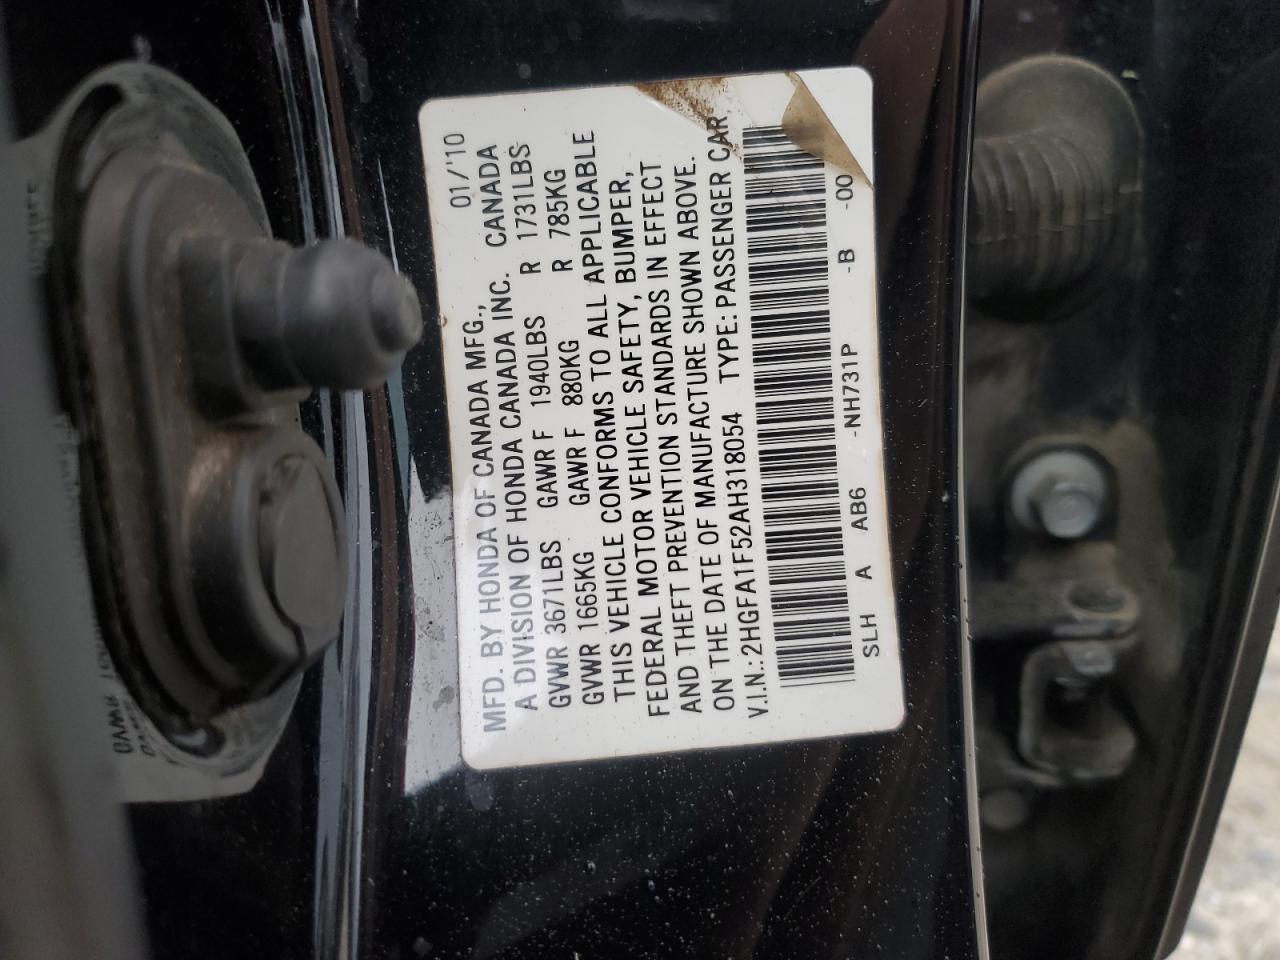 MFD. BY HONDA OF CANADA MFG., 01/'10
A DIVISION OF HONDA CANADA INC. CANADA
GVWR 3671LBS GAWR F 1940LBS R 1731LBS
GVWR 1665KG GAWR F 880KG R 785KG
THIS VEHICLE CONFORMS TO ALL APPLICABLE
FEDERAL MOTOR VEHICLE SAFETY, BUMPER,
AND THEFT PREVENTION STANDARDS IN EFFECT
ON THE DATE OF MANUFACTURE SHOWN ABOVE.
V.I.N.: 2HGFA1F52AH318054 TYPE: PASSENGER CAR
SLH A AB6 -NH731P -B -00